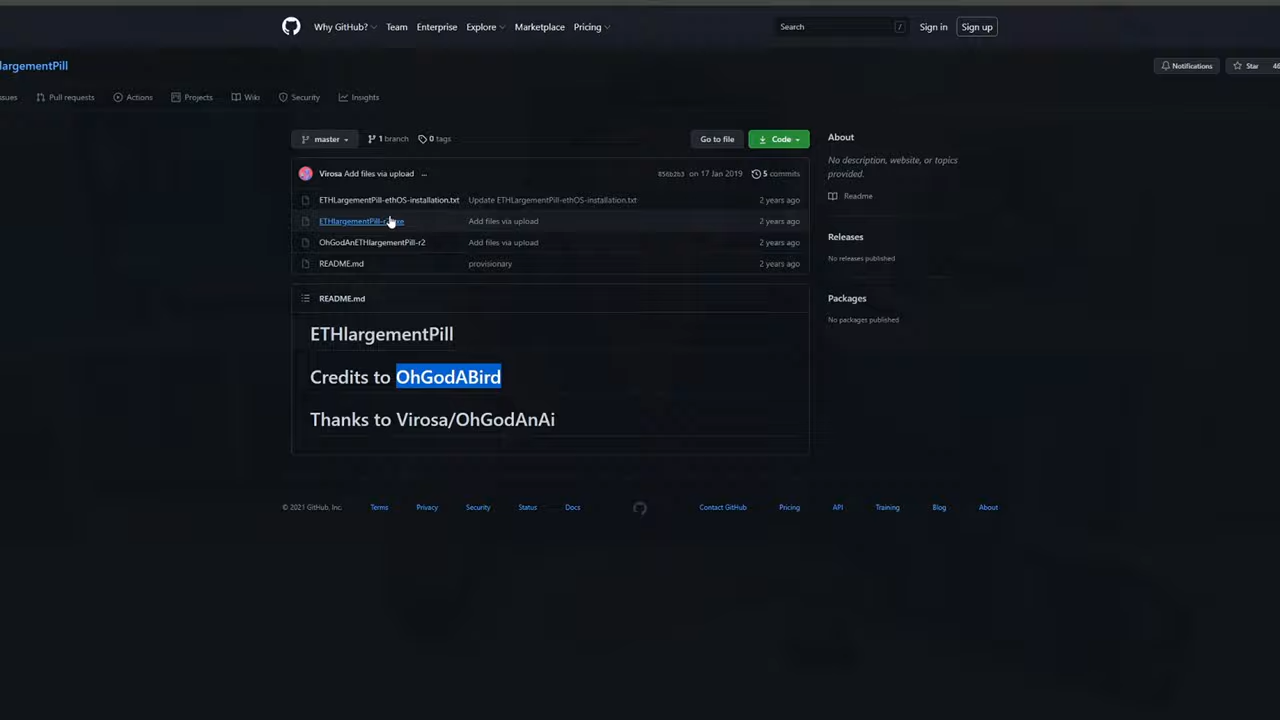 Why GitHub? Team Enterprise Explore Marketplace Pricing Search / Sign in Sign up
largementPill Notifications Star
Pull requests Actions Projects Wiki Security Insights
master 1 branch 0 tags Go to file Code
Virosa Add files via upload ... 856b2b3 on 17 Jan 2019 5 commits
ETHLargementPill-ethOS-installation.txt Update ETHLargementPill-ethOS-installation.txt 2 years ago
Add files via upload 2 years ago
OhGodAnETHlargementPill-r2 Add files via upload 2 years ago
README.md provisionary 2 years ago
About
No description, website, or topics
provided.
Readme
Releases
No releases published
Packages
No packages published
README.md
ETHlargementPill
Credits to OhGodABird
Thanks to Virosa/OhGodAnAi
© 2021 GitHub, Inc. Terms Privacy Security Status Docs Contact GitHub Pricing API Training Blog About